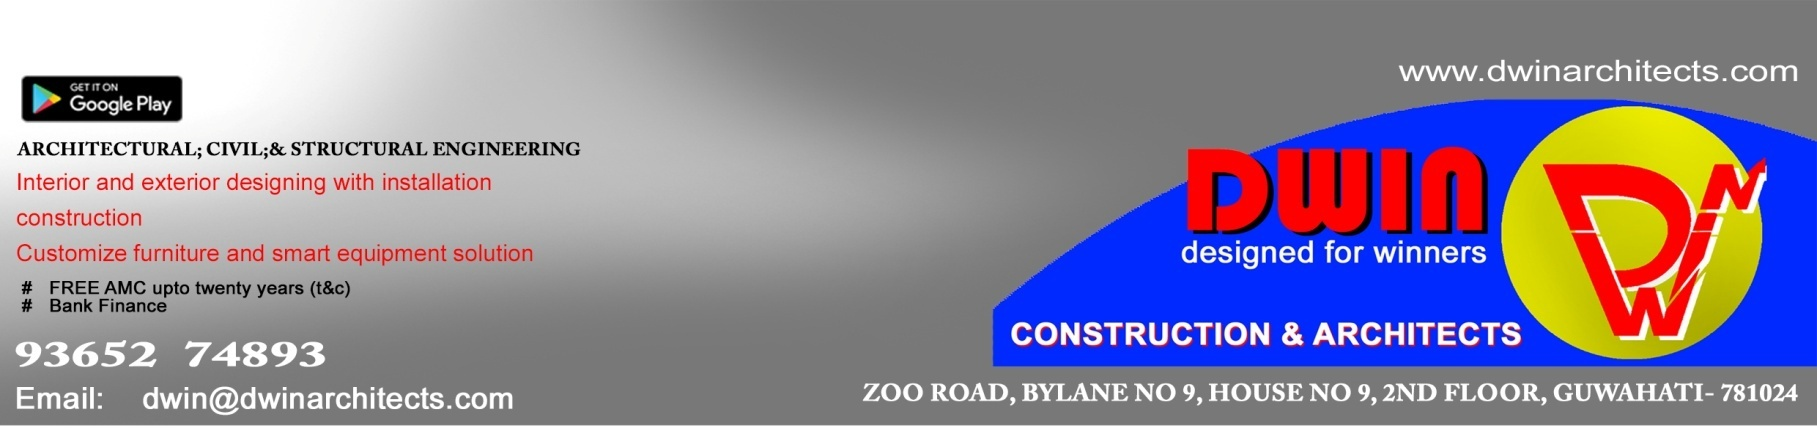 GET IT ON
Google Play
ARCHITECTURAL; CIVIL;& STRUCTURAL ENGINEERING
Interior and exterior designing with installation
construction
Customize furniture and smart equipment solution
# FREE AMC upto twenty years (t&c)
# Bank Finance
93652 74893
Email: dwin@dwinarchitects.com
www.dwinarchitects.com
DWIN
designed for winners
DWIN
CONSTRUCTION & ARCHITECTS
ZOO ROAD, BYLANE NO 9, HOUSE NO 9, 2ND FLOOR, GUWAHATI- 781024